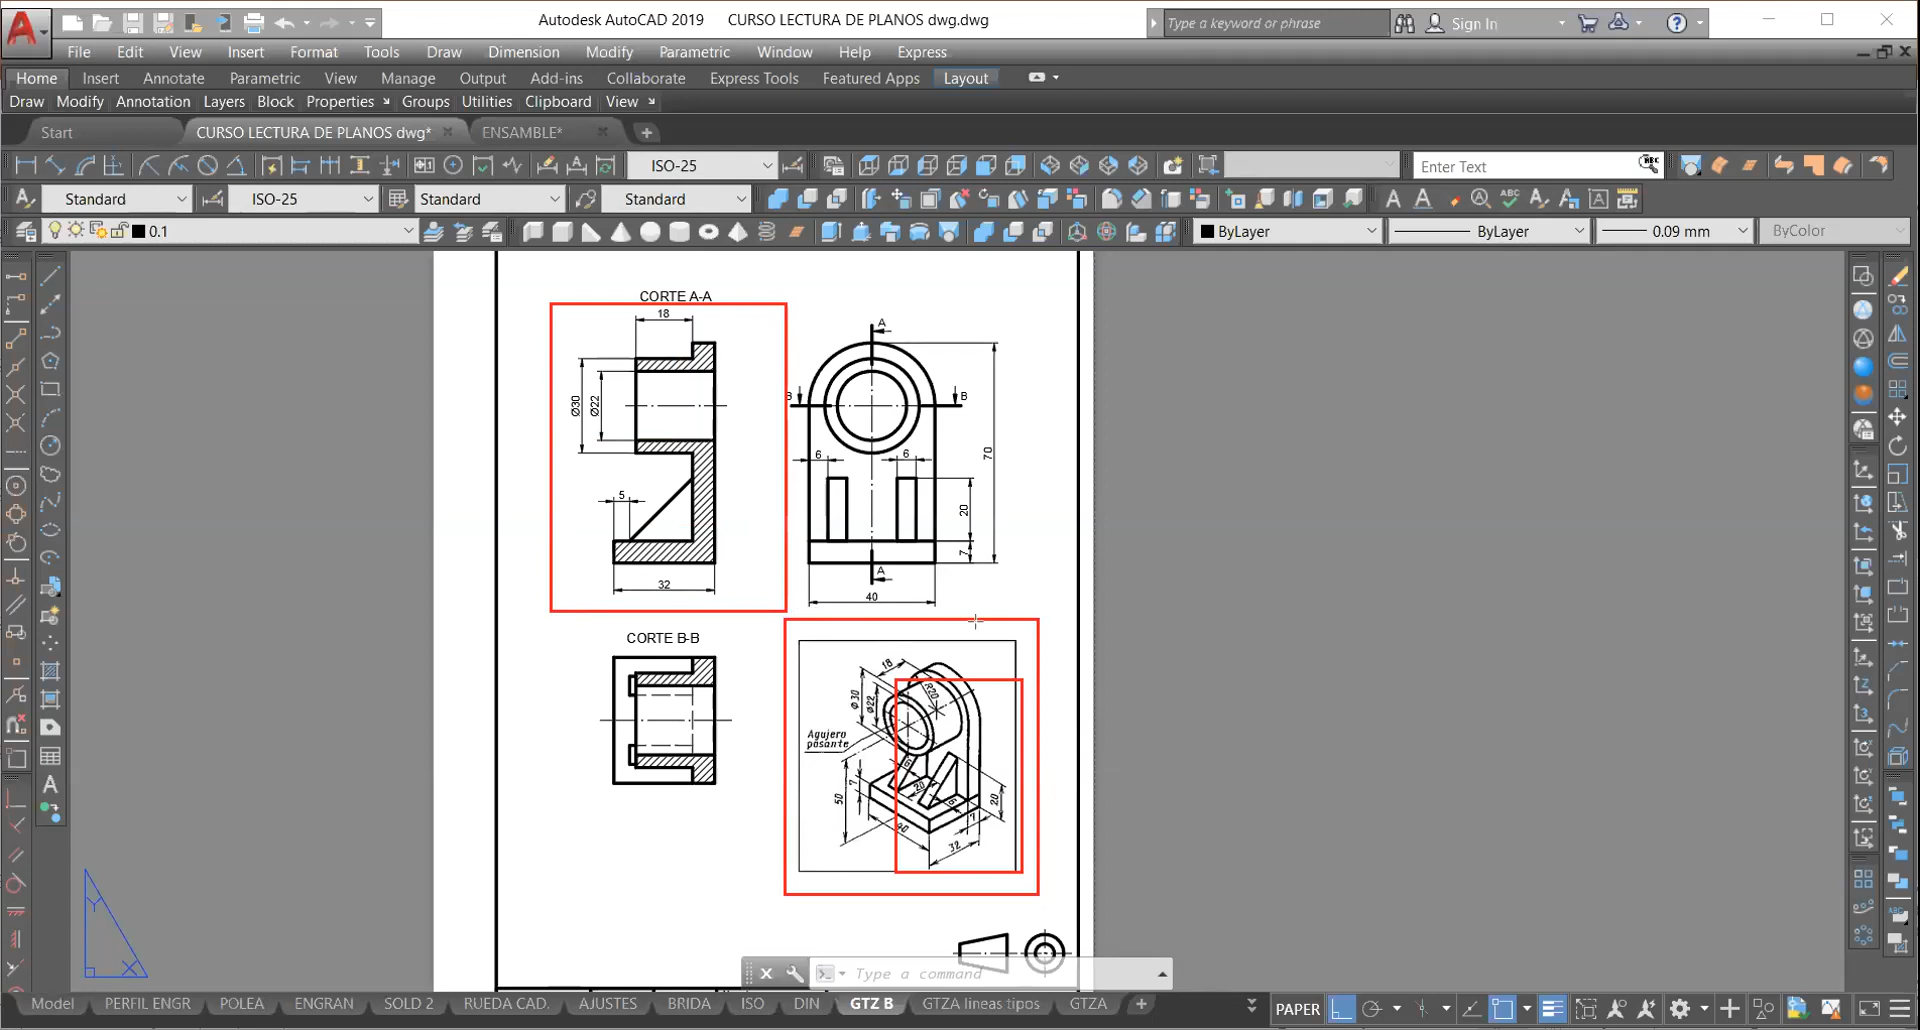 Autodesk AutoCAD 2019 CURSO LECTURA DE PLANOS dwg.dwg
Type a keyword or phrase
Sign In
File Edit View Insert Format Tools Draw Dimension Modify Parametric Window Help Express
Home Insert Annotate Parametric View Manage Output Add-ins Collaborate Express Tools Featured Apps Layout
Draw Modify Annotation Layers Block Properties Groups Utilities Clipboard View
Start CURSO LECTURA DE PLANOS dwg* ENSAMBLE*
ISO-25 Enter Text ABC
Standard ISO-25 Standard Standard
0.1 ByLayer ByLayer 0.09 mm ByColor
CORTE A-A
18
A
Ø30
Ø22
B
B
6
6
70
5
20
7
A
32
40
CORTE B-B
18
Ø30
Ø22
R20
Agujero
pasante
6
7
20
50
6
20
7
40
32
Y
X
Type a command
Model PERFIL ENGR POLEA ENGRAN SOLD 2 RUEDA CAD. AJUSTES BRIDA ISO DIN GTZ B GTZA lineas tipos GTZA
PAPER